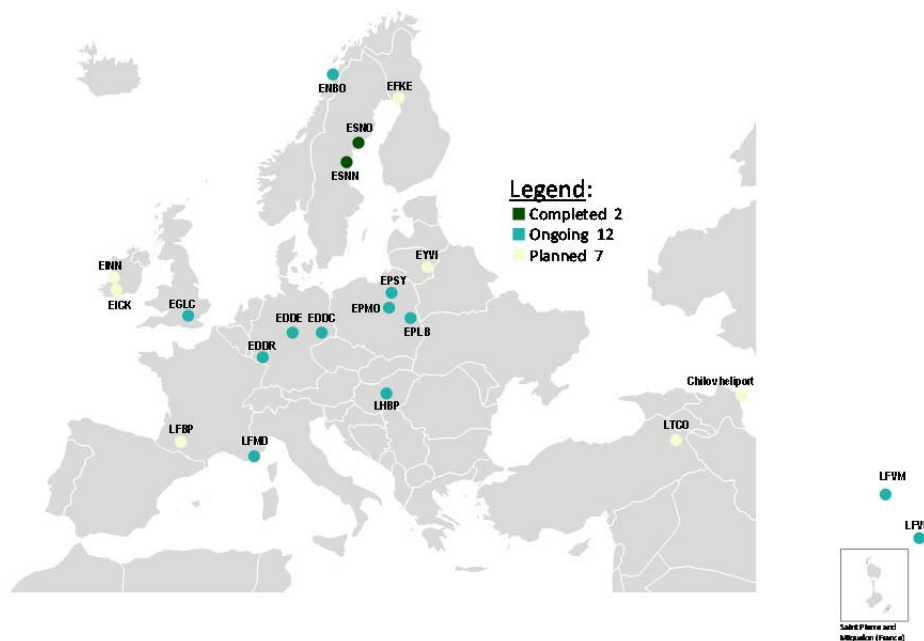 ENBO
EFKE
ESNO
ESNN
Legend:
Completed 2
Ongoing 12
Planned 7
EINN
EICK
EGLC
EYVI
EPSY
EPMO
EPLB
EDDE EDDC
EDDR
Chilov heliport
LHBP
LFBP
LFMD
LTCO
LFVM
Saint Pierre and
Miquelon (France)